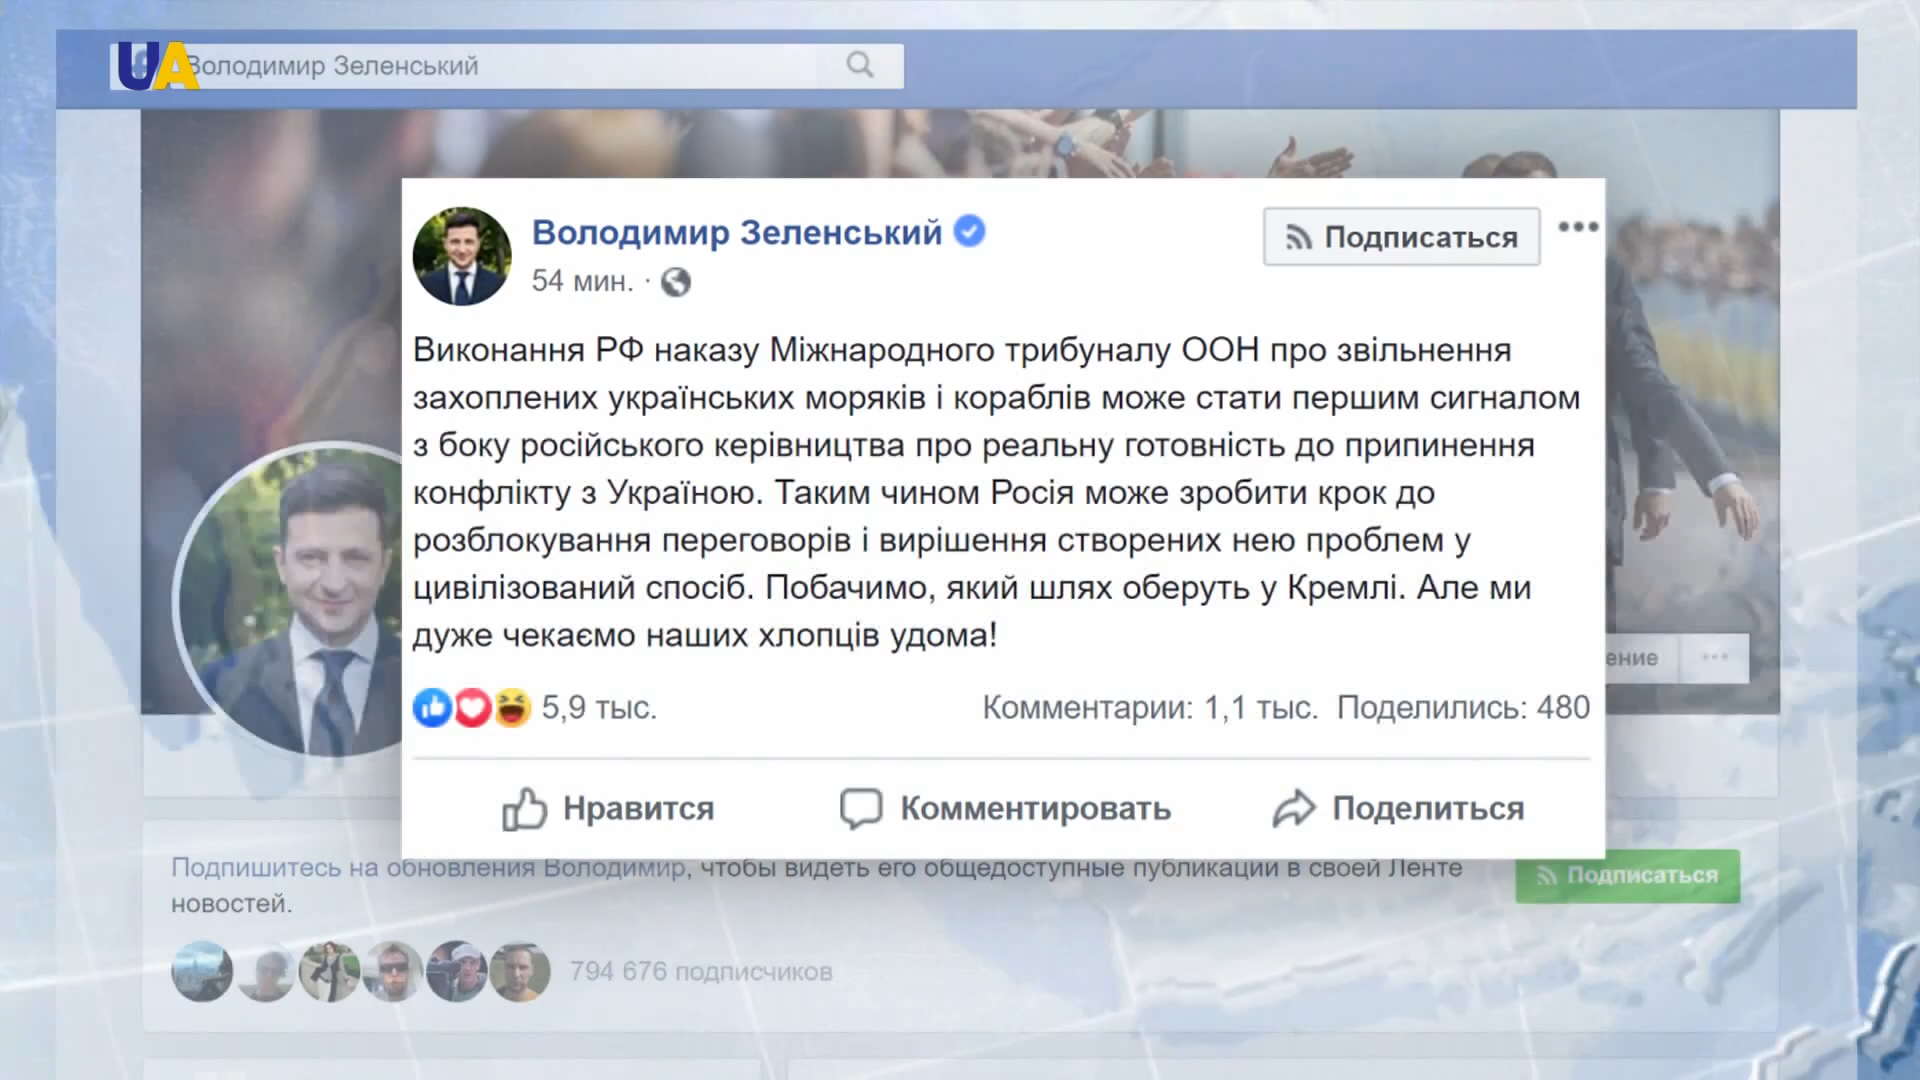 UA
Володимир Зеленський
Володимир Зеленський
Подписаться
54 мин. ·
Виконання РФ наказу Міжнародного трибуналу ООН про звільнення
захоплених українських моряків і кораблів може стати першим сигналом
з боку російського керівництва про реальну готовність до припинення
конфлікту з Україною. Таким чином Росія може зробити крок до
розблокування переговорів і вирішення створених нею проблем у
цивілізований спосіб. Побачимо, який шлях оберуть у Кремлі. Але ми
дуже чекаємо наших хлопців удома!
5,9 тыс.
Комментарии: 1,1 тыс. Поделились: 480
Нравится
Комментировать
Поделиться
Подпишитесь на обновления Володимир, чтобы видеть его общедоступные публикации в своей Ленте
новостей.
Подписаться
794 676 подписчиков